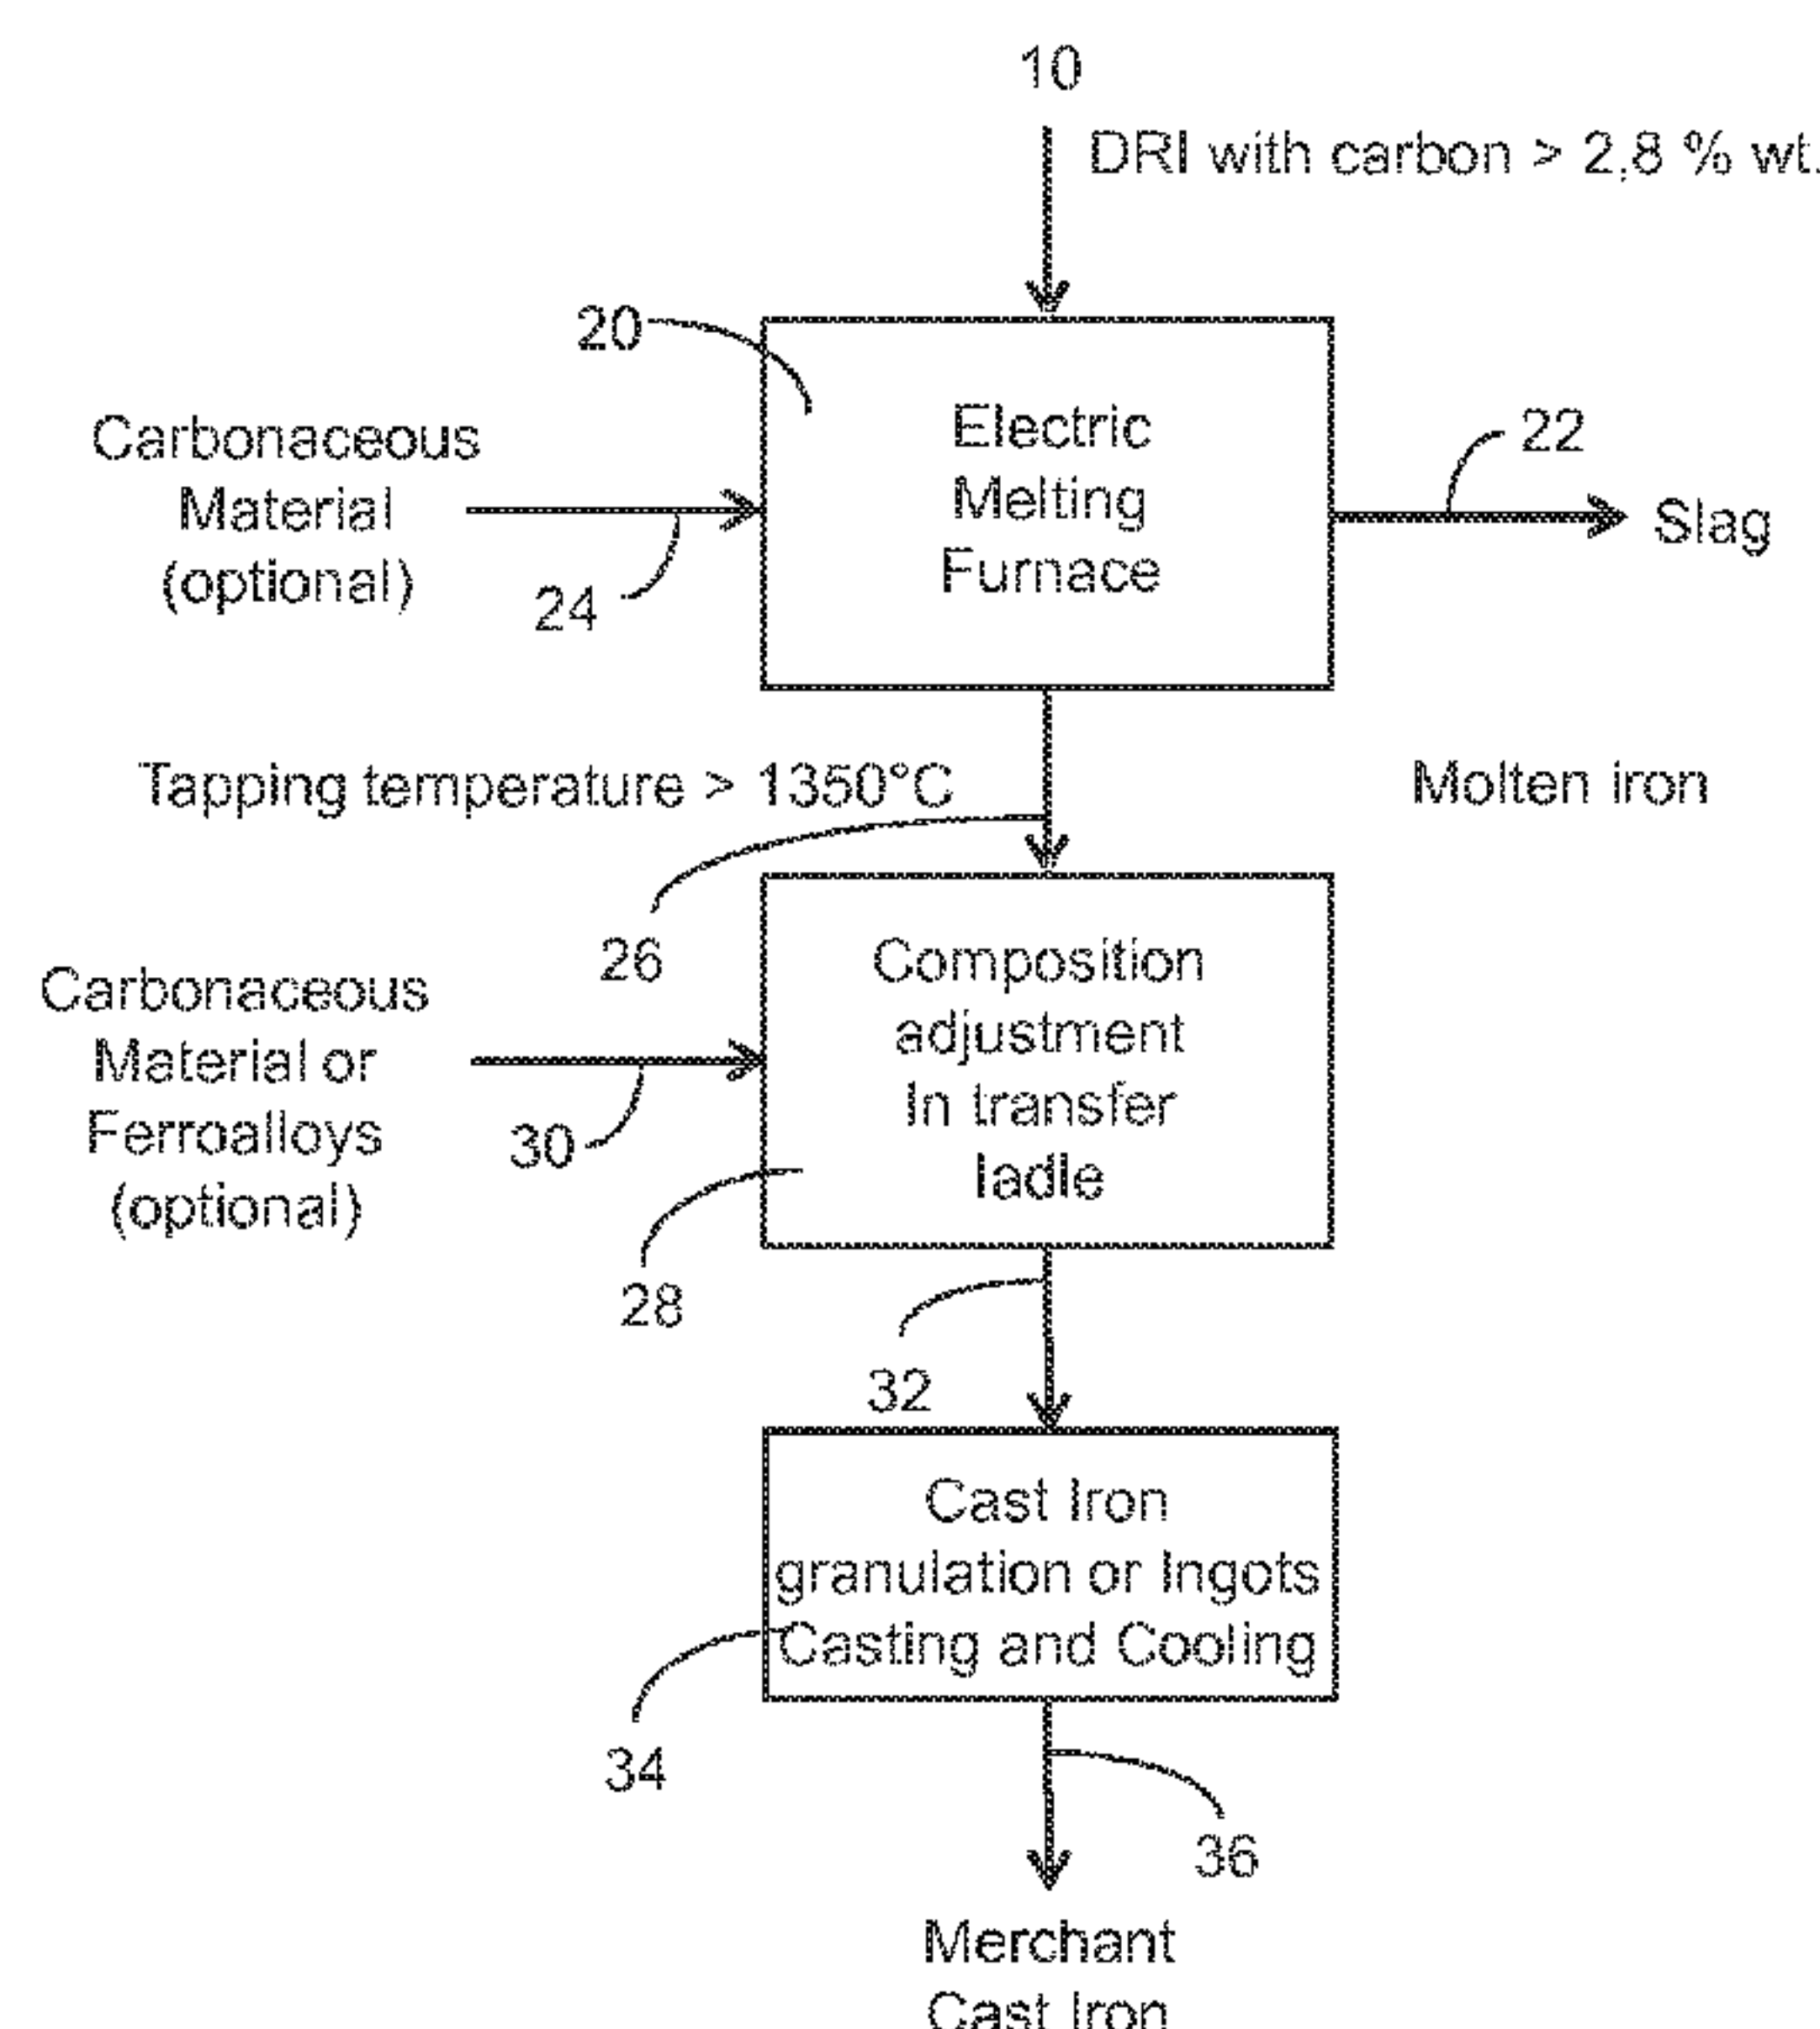 10
DRI with carbon > 2,8 % wt.
20
Electric
Melting
Furnace
Carbonaceous
Material
(optional)
24
22
Slag
Tapping temperature > 1350°C
Molten iron
26
Composition
adjustment
In transfer
ladle
Carbonaceous
Material or
Ferroalloys
(optional)
30
28
32
Cast Iron
granulation or Ingots
Casting and Cooling
34
36
Merchant
Cast Iron